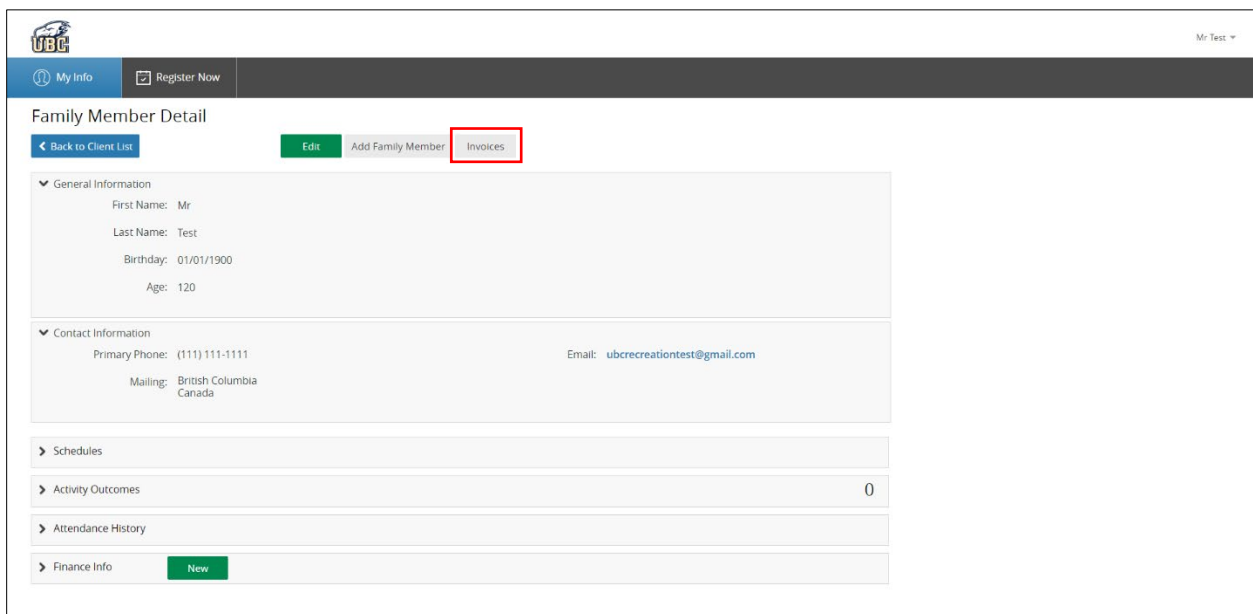 UBC
Mr Test
My Info
Register Now
Family Member Detail
Back to Client List
Edit
Add Family Member
Invoices
General Information
First Name: Mr
Last Name: Test
Birthday: 01/01/1900
Age: 120
Contact Information
Primary Phone: (111) 111-1111
Email: ubcrecreationtest@gmail.com
Mailing: British Columbia
Canada
Schedules
Activity Outcomes
0
Attendance History
Finance Info
New